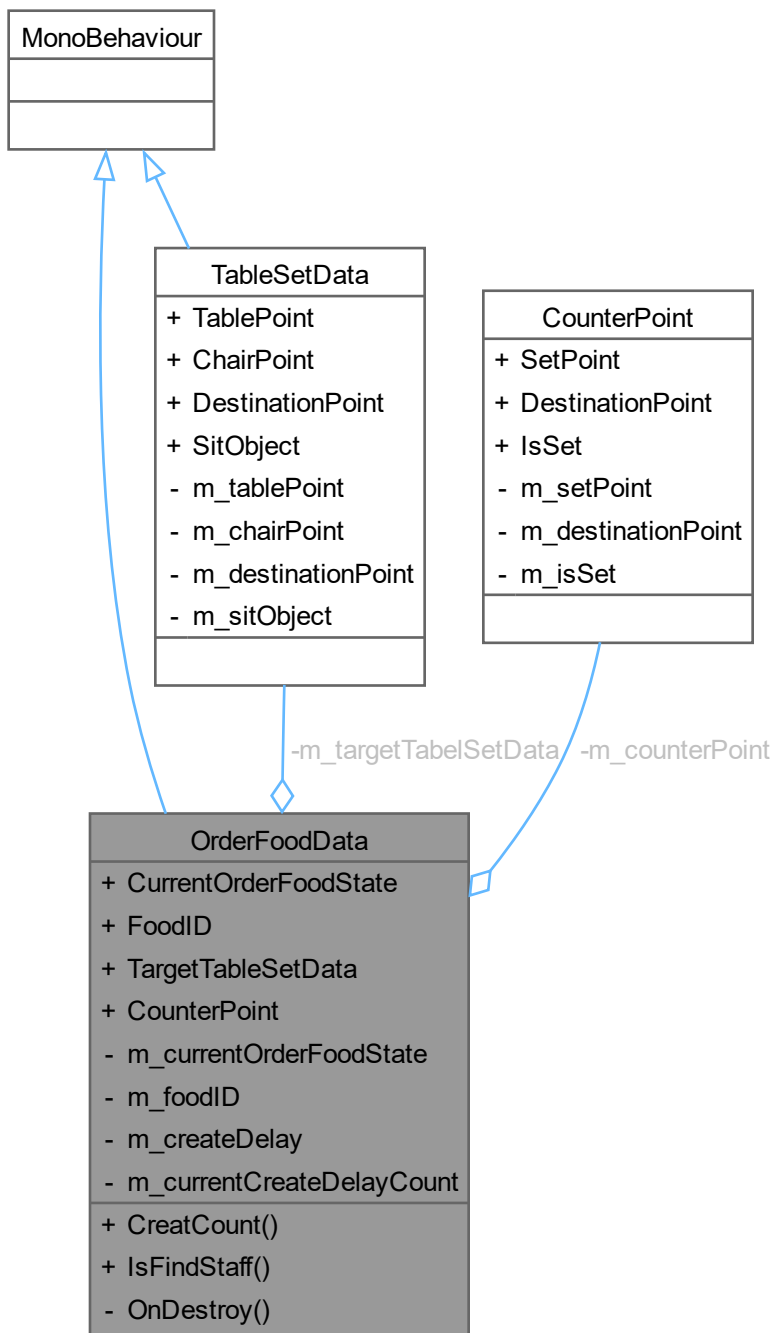 MonoBehaviour
TableSetData
+ TablePoint
+ ChairPoint
+ DestinationPoint
+ SitObject
- m_tablePoint
- m_chairPoint
- m_destinationPoint
- m_sitObject
CounterPoint
+ SetPoint
+ DestinationPoint
+ IsSet
- m_setPoint
- m_destinationPoint
- m_isSet
-m_targetTabelSetData
-m_counterPoint
OrderFoodData
+ CurrentOrderFoodState
+ FoodID
+ TargetTableSetData
+ CounterPoint
- m_currentOrderFoodState
- m_foodID
- m_createDelay
- m_currentCreateDelayCount
+ CreatCount()
+ IsFindStaff()
- OnDestroy()